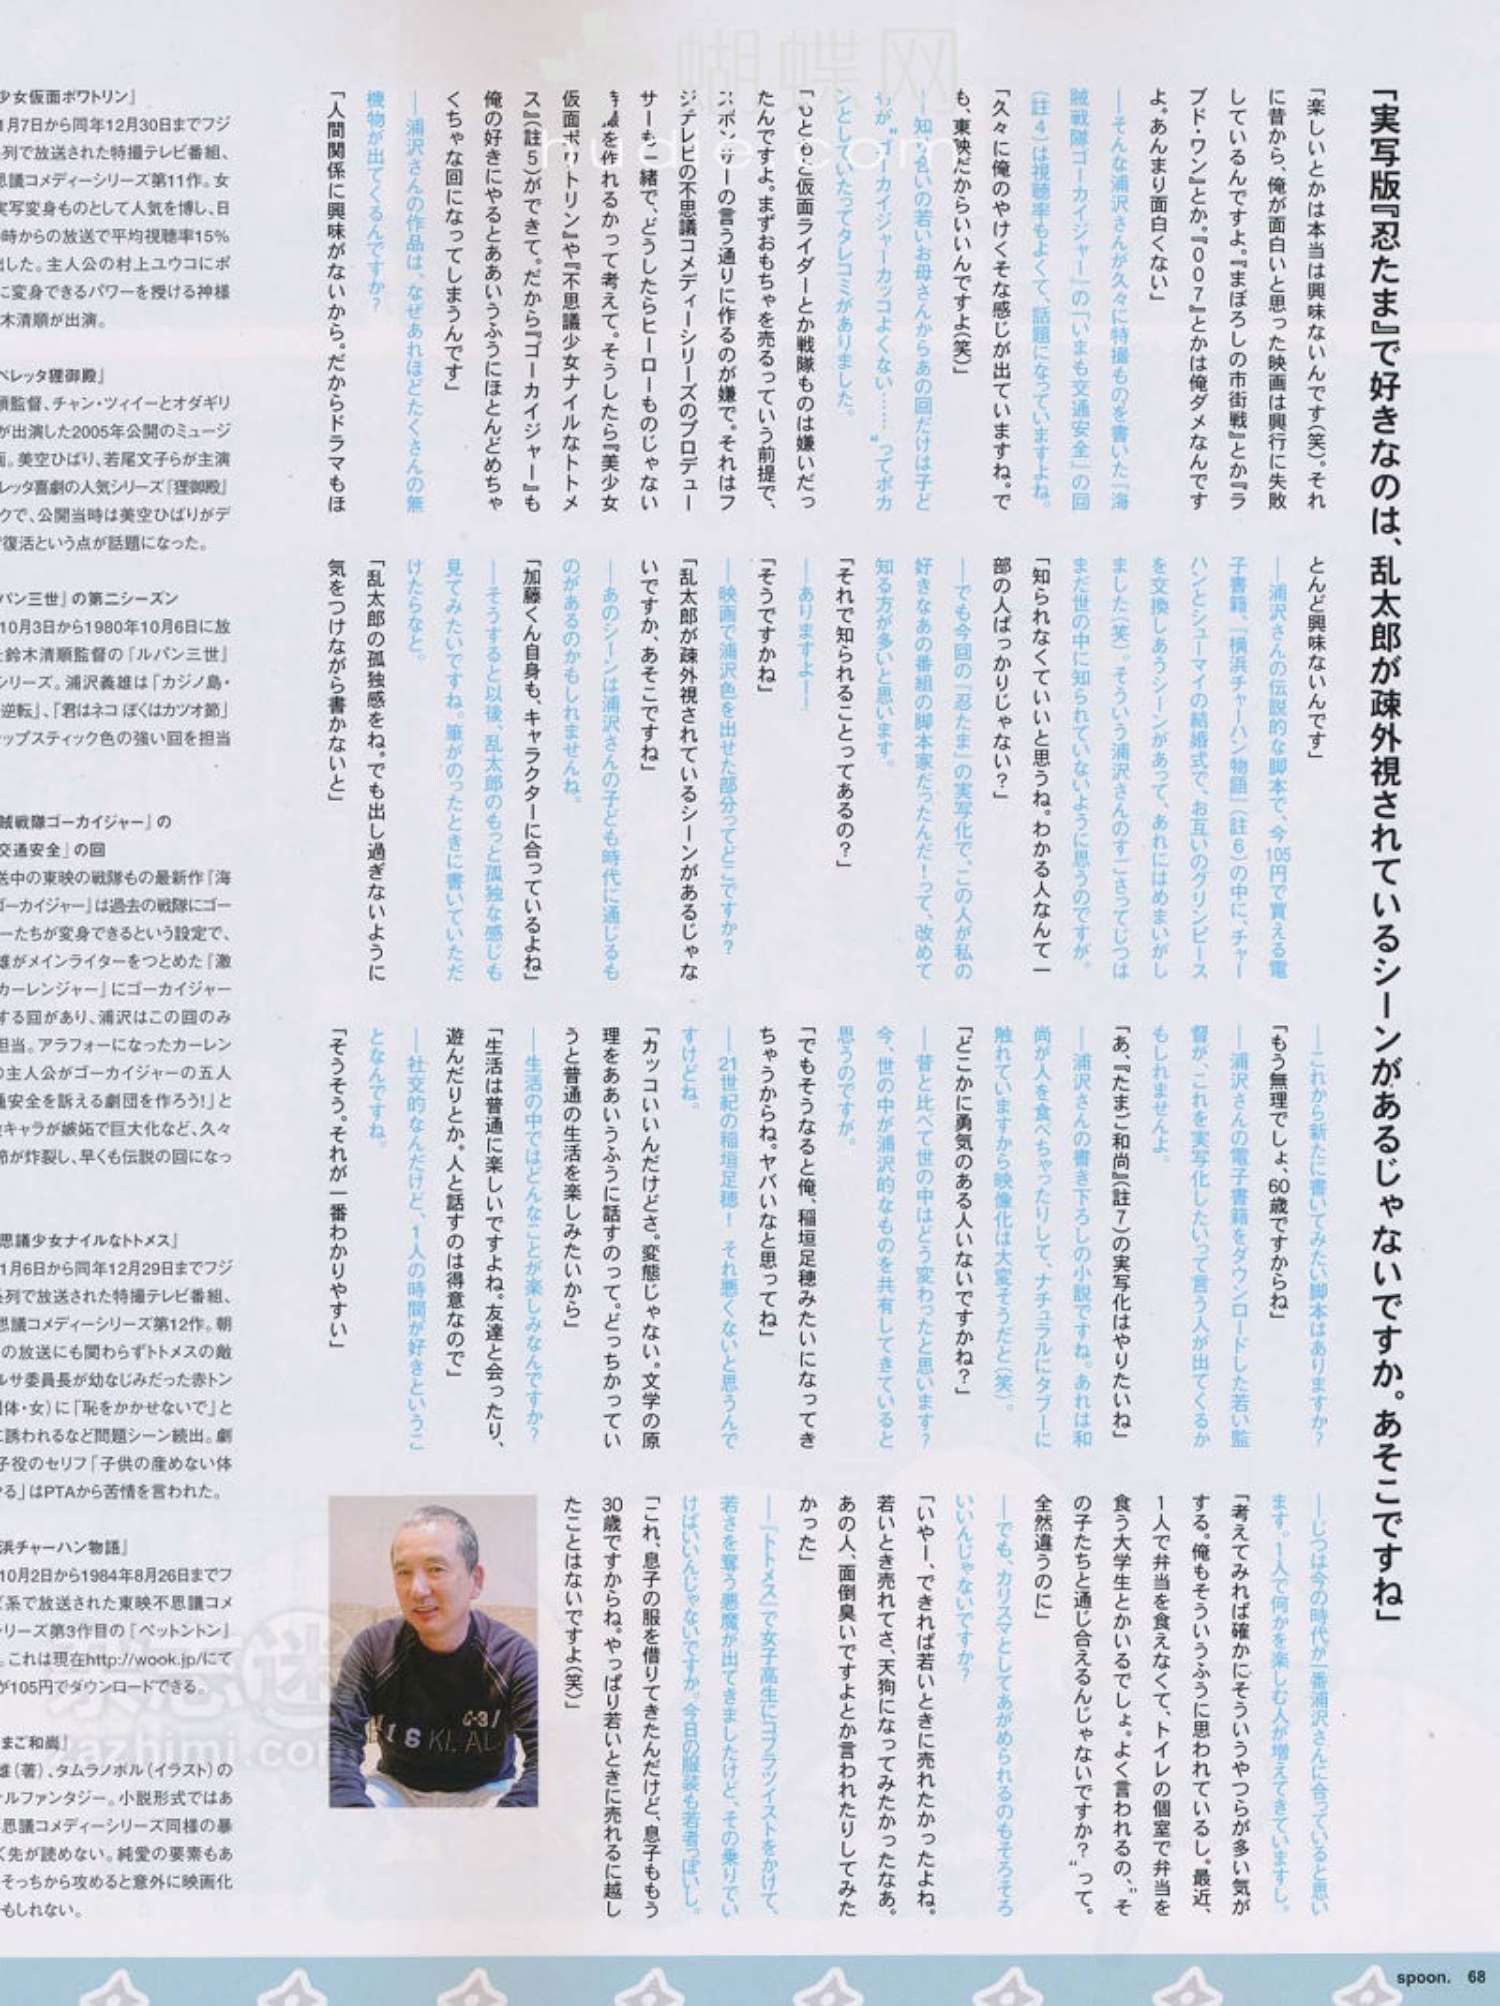 「実写版『忍たま』で好きなのは、乱太郎が疎外視されているシーンがあるじゃないですか。あそこですね」
「楽しいとかは本当は興味ないんです(笑)。それ
に昔から、俺が面白いと思った映画は興行に失敗
しているんですよ。『まぼろしの市街戦』とか『ラ
ブド・ワン』とか。『007』とかは俺ダメなんです
よ。あんまり面白くない」
──そんな浦沢さんが久々に特撮ものを書いた『海
賊戦隊ゴーカイジャー』の「いまも交通安全」の回
(註4)は視聴率もよくて、話題になっていますよね。
「久々に俺のやけくそな感じが出ていますね。で
も、東映だからいいんですよ(笑)」
──知り合いの若いお母さんからあの回だけは子ど
もが“ゴーカイジャーカッコよくない……”ってポカ
ンとしていたってタレコミがありました。
「もともと仮面ライダーとか戦隊ものは嫌いだっ
たんですよ。まずおもちゃを売るっていう前提で、
スポンサーの言う通りに作るのが嫌で。それはフ
ジテレビの不思議コメディーシリーズのプロデュー
サーも一緒で、どうしたらヒーローものじゃない
特撮を作れるかって考えて。そうしたら『美少女
仮面ポワトリン』や『不思議少女ナイルなトトメ
ス』(註5)ができて。だから『ゴーカイジャー』も
俺の好きにやるとああいうふうにほとんどめちゃ
くちゃな回になってしまうんです」
──浦沢さんの作品は、なぜあれほどたくさんの無
機物が出てくるんですか?
「人間関係に興味がないから。だからドラマもほ
とんど興味ないんです」
──浦沢さんの伝説的な脚本で、今105円で買える電
子書籍、『横浜チャーハン物語』(註6)の中に、チャー
ハンとシューマイの結婚式で、お互いのグリンピース
を交換しあうシーンがあって、あれにはめまいがし
ました(笑)。そういう浦沢さんのすごさってじつは
まだ世の中に知られていないように思うのですが。
「知られなくていいと思うね。わかる人なんて一
部の人ばっかりじゃない?」
──でも今回の『忍たま』の実写化で、この人が私の
好きなあの番組の脚本家だったんだ!って、改めて
知る方が多いと思います。
「それで知られることってあるの?」
──ありますよー!
「そうですかね」
──映画で浦沢色を出せた部分ってどこですか?
「乱太郎が疎外視されているシーンがあるじゃな
いですか、あそこですね」
──あのシーンは浦沢さんの子ども時代に通じるも
のがあるのかもしれませんね。
「加藤くん自身も、キャラクターに合っているよね」
──そうすると以後、乱太郎のもっと孤独な感じも
見てみたいですね。筆がのったときに書いていただ
けたらなと。
「乱太郎の孤独感をね。でも出し過ぎないように
気をつけながら書かないと」
──これから新たに書いてみたい脚本はありますか?
「もう無理でしょ、60歳ですからね」
──浦沢さんの電子書籍をダウンロードした若い監
督が、これを実写化したいって言う人が出てくるか
もしれませんよ。
「あ、『たまご和尚』(註7)の実写化はやりたいね」
──浦沢さんの書き下ろしの小説ですね。あれは和
尚が人を食べちゃったりして、ナチュラルにタブーに
触れていますから映像化は大変そうだと(笑)。
「どこかに勇気のある人いないですかね?」
──昔と比べて世の中はどう変わったと思います?
今、世の中が浦沢的なものを共有してきていると
思うのですが。
「でもそうなると俺、稲垣足穂みたいになってき
ちゃうからね。ヤバいなと思ってね」
──21世紀の稲垣足穂! それ悪くないと思うんで
すけどね。
「カッコいいんだけどさ。変態じゃない。文学の原
理をああいうふうに話すのって。どっちかってい
うと普通の生活を楽しみたいから」
──生活の中ではどんなことが楽しみなんですか?
「生活は普通に楽しいですよね。友達と会ったり、
遊んだりとか。人と話すのは得意なので」
──社交的なんだけど、1人の時間が好きというこ
となんですね。
「そうそう。それが一番わかりやすい」
──じつは今の時代が一番浦沢さんに合っていると思い
ます。1人で何かを楽しむ人が増えてきていますし。
「考えてみれば確かにそういうやつらが多い気が
する。俺もそういうふうに思われているし。最近、
1人で弁当を食えなくて、トイレの個室で弁当を
食う大学生とかいるでしょ。よく言われるの、“そ
の子たちと通じ合えるんじゃないですか?”って。
全然違うのに」
──でも、カリスマとしてあがめられるのもそろそろ
いいんじゃないですか?
「いやー、できれば若いときに売れたかったよね。
若いとき売れてさ、天狗になってみたかったなあ。
あの人、面倒臭いですよとか言われたりしてみた
かった」
──『トトメス』で女子高生にコブラツイストをかけて、
若さを奪う悪魔が出てきましたけど、その乗りでい
けばいいんじゃないですか。今日の服装も若者っぽいし。
「これ、息子の服を借りてきたんだけど、息子ももう
30歳ですからね。やっぱり若いときに売れるに越し
たことはないですよ(笑)」
少女仮面ポワトリン』
1月7日から同年12月30日までフジ
系列で放送された特撮テレビ番組、
思議コメディーシリーズ第11作。女
実写変身ものとして人気を博し、日
時からの放送で平均視聴率15%
出した。主人公の村上ユウコにポ
に変身できるパワーを授ける神様
木清順が出演。
ペレッタ狸御殿』
順監督、チャン・ツィイーとオダギリ
が出演した2005年公開のミュージ
画。美空ひばり、若尾文子らが主演
レッタ喜劇の人気シリーズ『狸御殿』
クで、公開当時は美空ひばりがデ
で復活という点が話題になった。
パン三世』の第二シーズン
10月3日から1980年10月6日に放
た鈴木清順監督の『ルパン三世』
シリーズ。浦沢義雄は「カジノ島・
逆転」、「君はネコ ぼくはカツオ節」
ラップスティック色の強い回を担当
賊戦隊ゴーカイジャー』の
交通安全」の回
送中の東映の戦隊もの最新作『海
ゴーカイジャー』は過去の戦隊にゴー
ーたちが変身できるという設定で、
雄がメインライターをつとめた『激
カーレンジャー』にゴーカイジャー
する回があり、浦沢はこの回のみ
担当。アラフォーになったカーレン
の主人公がゴーカイジャーの五人
通安全を訴える劇団を作ろう!」と
敵キャラが嫉妬で巨大化など、久々
節が炸裂し、早くも伝説の回になっ
思議少女ナイルなトトメス』
1月6日から同年12月29日までフジ
系列で放送された特撮テレビ番組、
思議コメディーシリーズ第12作。朝
の放送にも関わらずトトメスの敵
ルサ委員長が幼なじみだった赤トン
団体・女)に「恥をかかせないで」と
に誘われるなど問題シーン続出。劇
子役のセリフ「子供の産めない体
やる」はPTAから苦情を言われた。
浜チャーハン物語』
10月2日から1984年8月26日までフ
ビ系で放送された東映不思議コメ
シリーズ第3作目の『ペットントン』
。これは現在http://wook.jp/にて
が105円でダウンロードできる。
まご和尚』
雄(著)、タムラノボル(イラスト)の
ナルファンタジー。小説形式ではあ
思議コメディーシリーズ同様の暴
く先が読めない。純愛の要素もあ
そっちから攻めると意外に映画化
もしれない。
spoon. 68
蝴蝶网
hudie.com
杂志迷
zazhimi.com